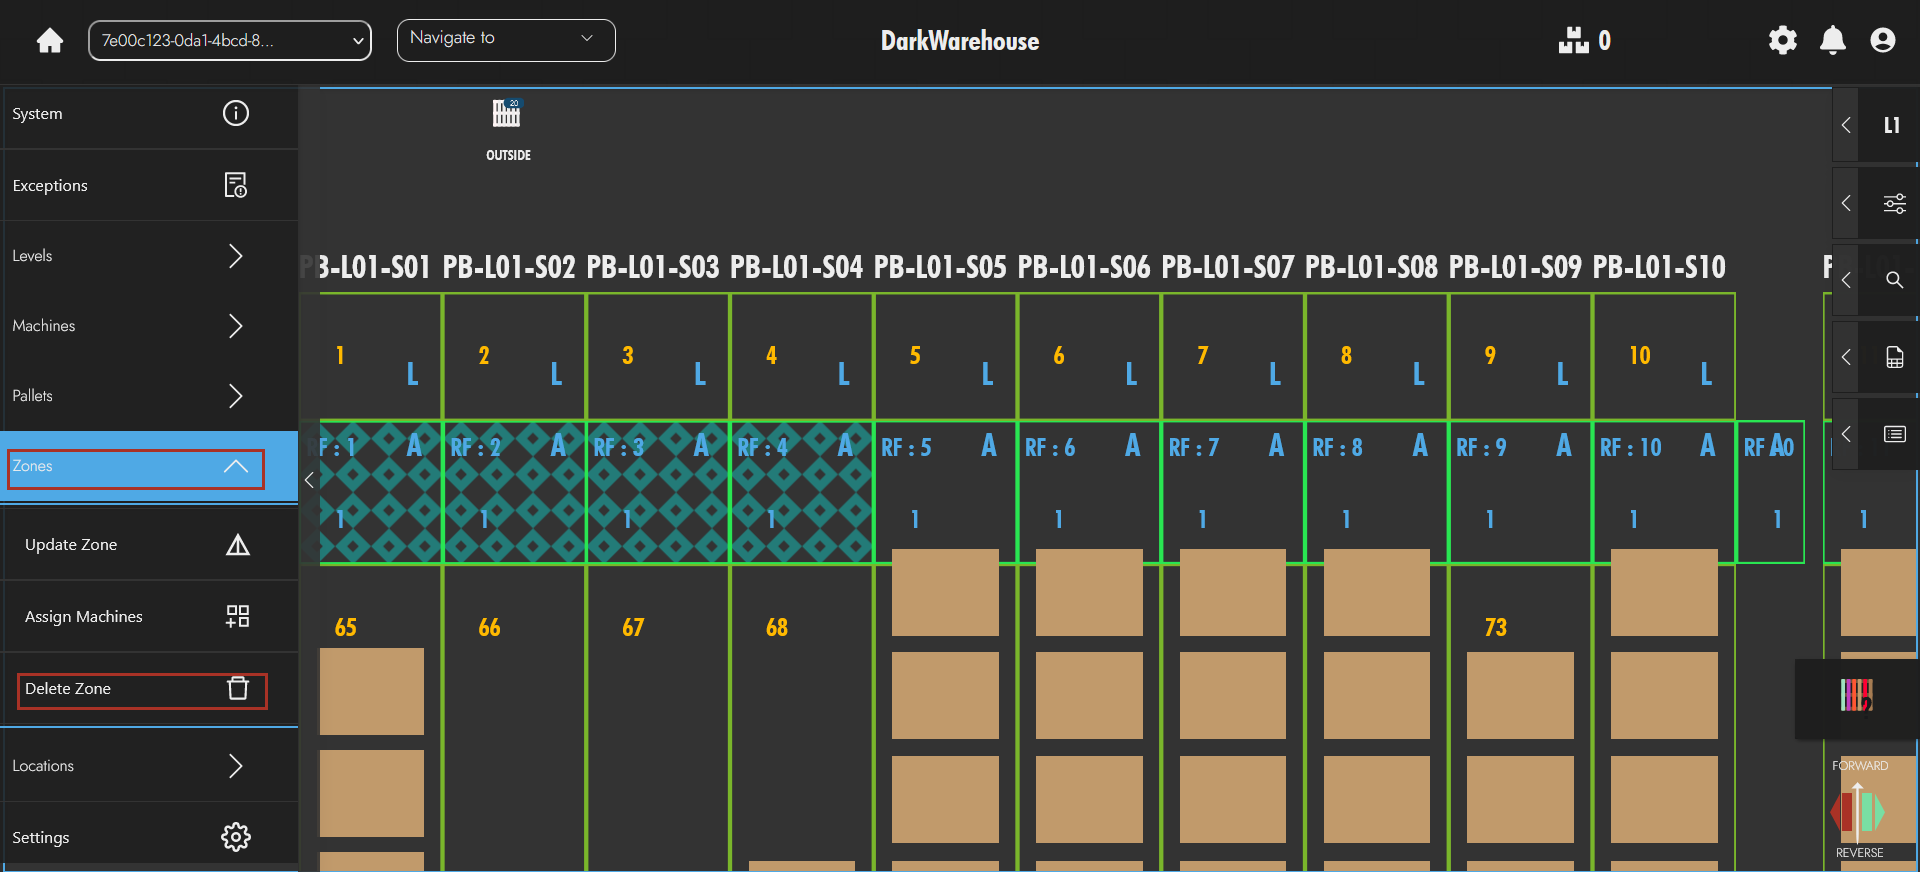 7e00c123-0da1-4bcd-8...
Navigate to
DarkWarehouse
0
System
Exceptions
Levels
Machines
Pallets
Zones
Update Zone
Assign Machines
Delete Zone
Locations
Settings
20
OUTSIDE
PB-L01-S01 PB-L01-S02 PB-L01-S03 PB-L01-S04 PB-L01-S05 PB-L01-S06 PB-L01-S07 PB-L01-S08 PB-L01-S09 PB-L01-S10
1 2 3 4 5 6 7 8 9 10
L L L L L L L L L L
RF : 1 A RF : 2 A RF : 3 A RF : 4 A RF : 5 A RF : 6 A RF : 7 A RF : 8 A RF : 9 A RF : 10 A
1 1 1 1 1 1 1 1 1 1 1 1
65 66 67 68 73
L1
FORWARD
REVERSE